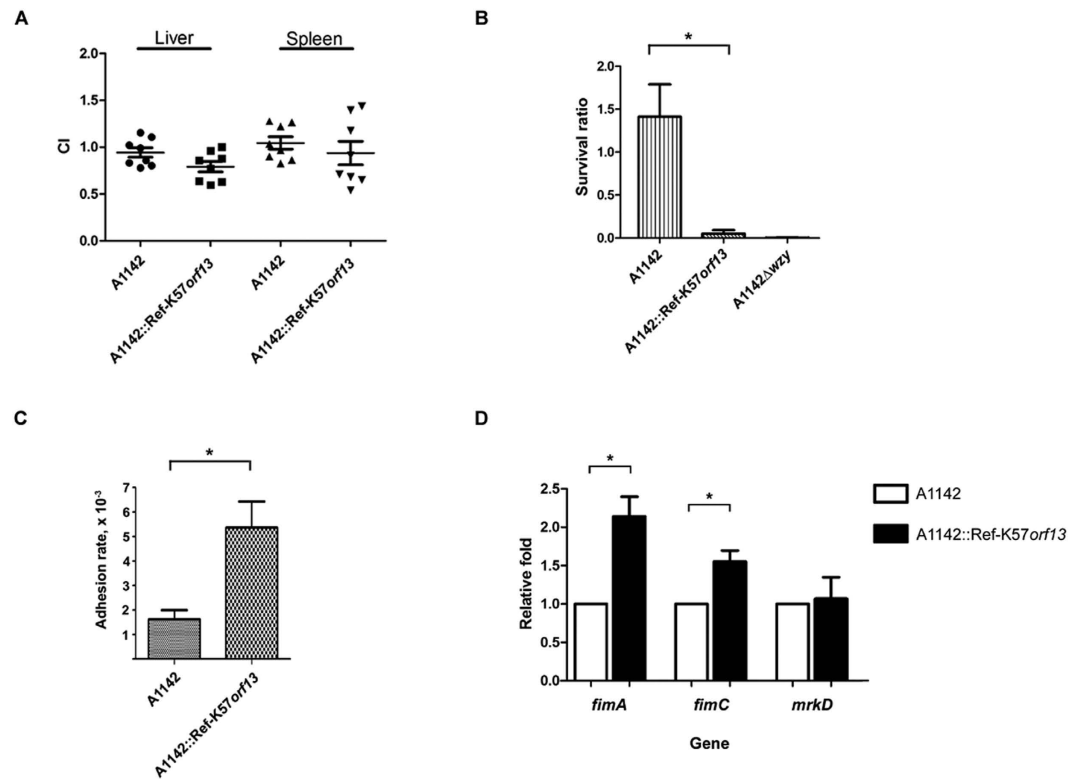 A
Liver Spleen
2.0
1.5
1.0
0.5
0.0
CI
A1142
A1142::Ref-K57orf13
A1142
A1142::Ref-K57orf13
B
*
2.0
1.5
1.0
0.5
0.0
Survival ratio
A1142
A1142::Ref-K57orf13
A1142Δwzy
C
*
7
6
5
4
3
2
1
Adhesion rate, x 10-3
A1142
A1142::Ref-K57orf13
D
*
*
2.5
2.0
1.5
1.0
0.5
0.0
Relative fold
fimA fimC mrkD
Gene
A1142
A1142::Ref-K57orf13